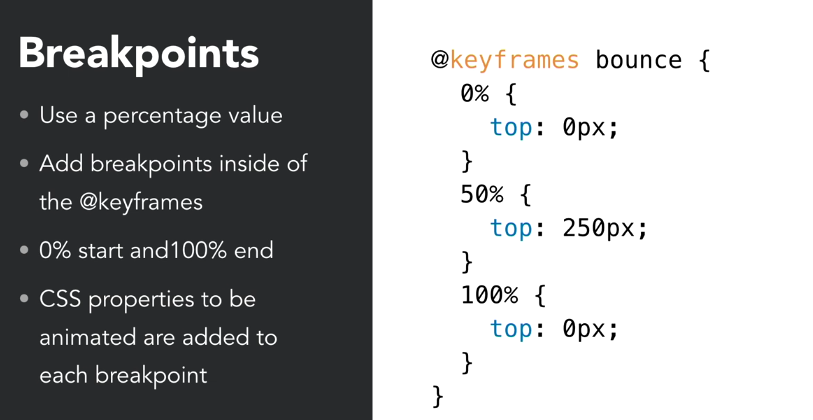 Breakpoints
• Use a percentage value
• Add breakpoints inside of
the @keyframes
• 0% start and100% end
• CSS properties to be
animated are added to
each breakpoint
@keyframes bounce {
  0% {
    top: 0px;
  }
  50% {
    top: 250px;
  }
  100% {
    top: 0px;
  }
}